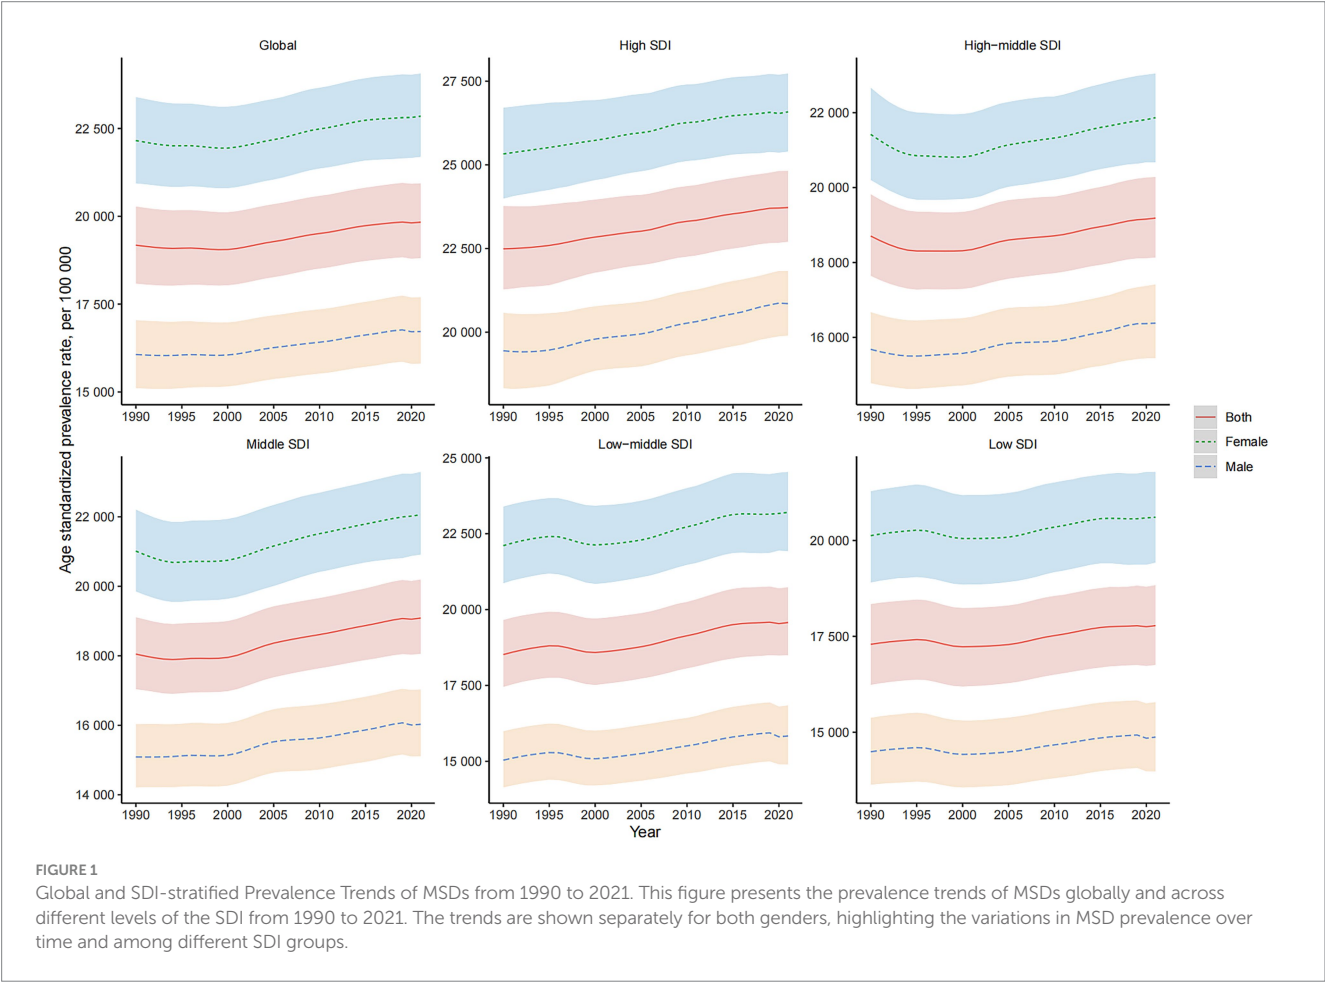 Global
High SDI
High−middle SDI
Age standardized prevalence rate, per 100 000
22 500
20 000
17 500
15 000
1990 1995 2000 2005 2010 2015 2020
27 500
25 000
22 500
20 000
1990 1995 2000 2005 2010 2015 2020
22 000
20 000
18 000
16 000
1990 1995 2000 2005 2010 2015 2020
Middle SDI
Low−middle SDI
Low SDI
22 000
20 000
18 000
16 000
14 000
1990 1995 2000 2005 2010 2015 2020
25 000
22 500
20 000
17 500
15 000
1990 1995 2000 2005 2010 2015 2020
20 000
17 500
15 000
1990 1995 2000 2005 2010 2015 2020
Year
Both
Female
Male
FIGURE 1
Global and SDI-stratified Prevalence Trends of MSDs from 1990 to 2021. This figure presents the prevalence trends of MSDs globally and across
different levels of the SDI from 1990 to 2021. The trends are shown separately for both genders, highlighting the variations in MSD prevalence over
time and among different SDI groups.